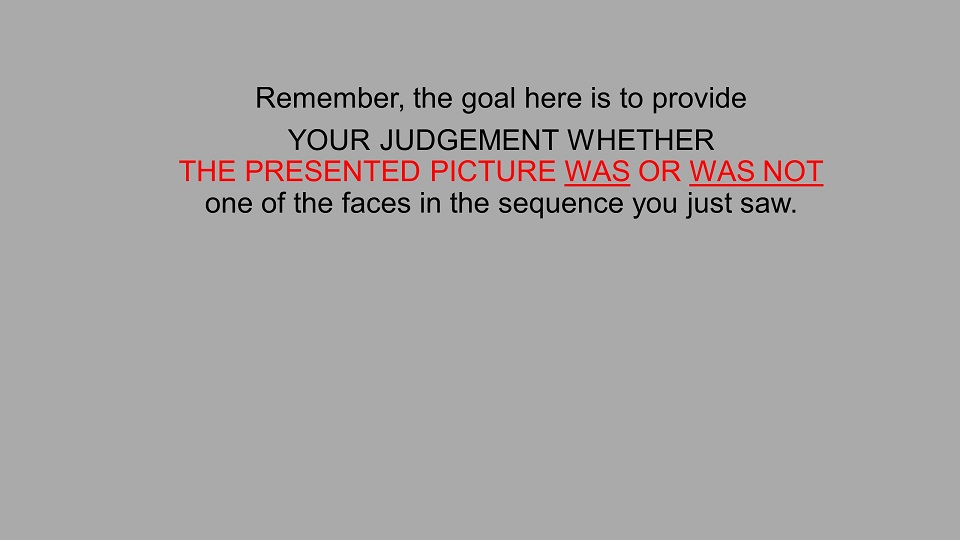 Remember, the goal here is to provide
YOUR JUDGEMENT WHETHER
THE PRESENTED PICTURE WAS OR WAS NOT
one of the faces in the sequence you just saw.